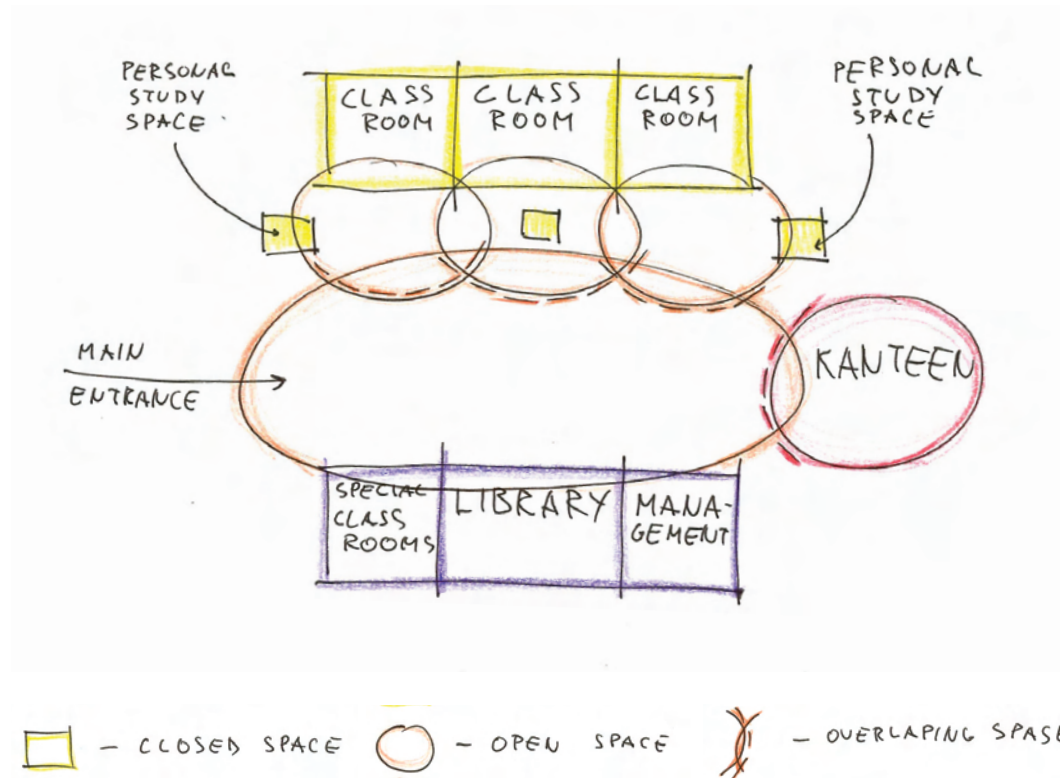 PERSONAL
STUDY
SPACE
CLASS
ROOM
CLASS
ROOM
CLASS
ROOM
PERSONAL
STUDY
SPACE
MAIN
ENTRANCE
KANTEEN
SPECIAL
CLASS
ROOMS
LIBRARY
MANA-
GEMENT
- CLOSED SPACE
- OPEN SPACE
- OVERLAPING SPASE